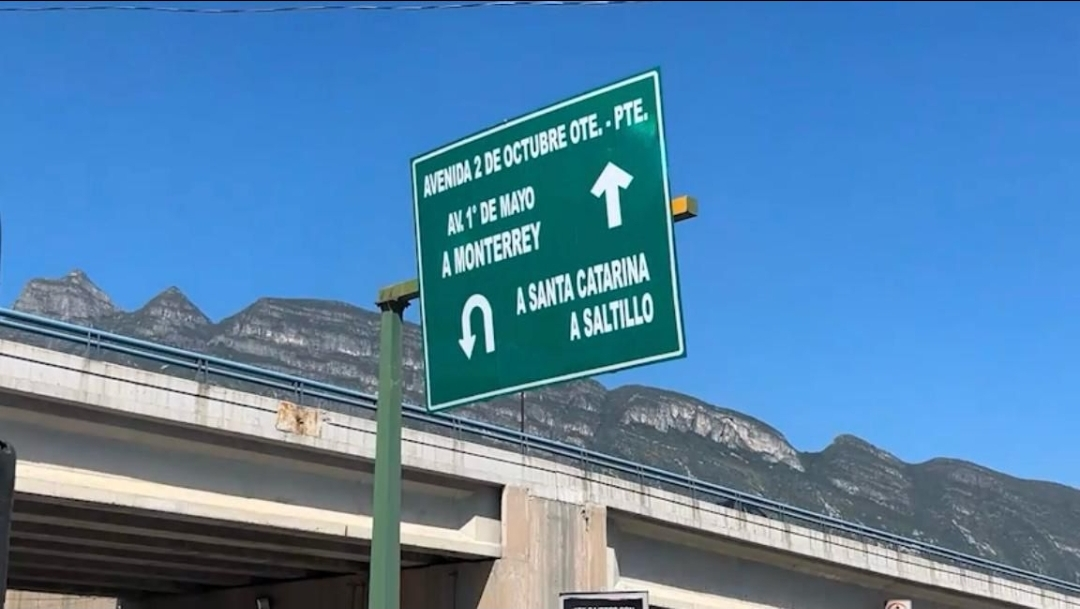 AVENIDA 2 DE OCTUBRE OTE. - PTE.
AV. 1° DE MAYO
A MONTERREY
A SANTA CATARINA
A SALTILLO